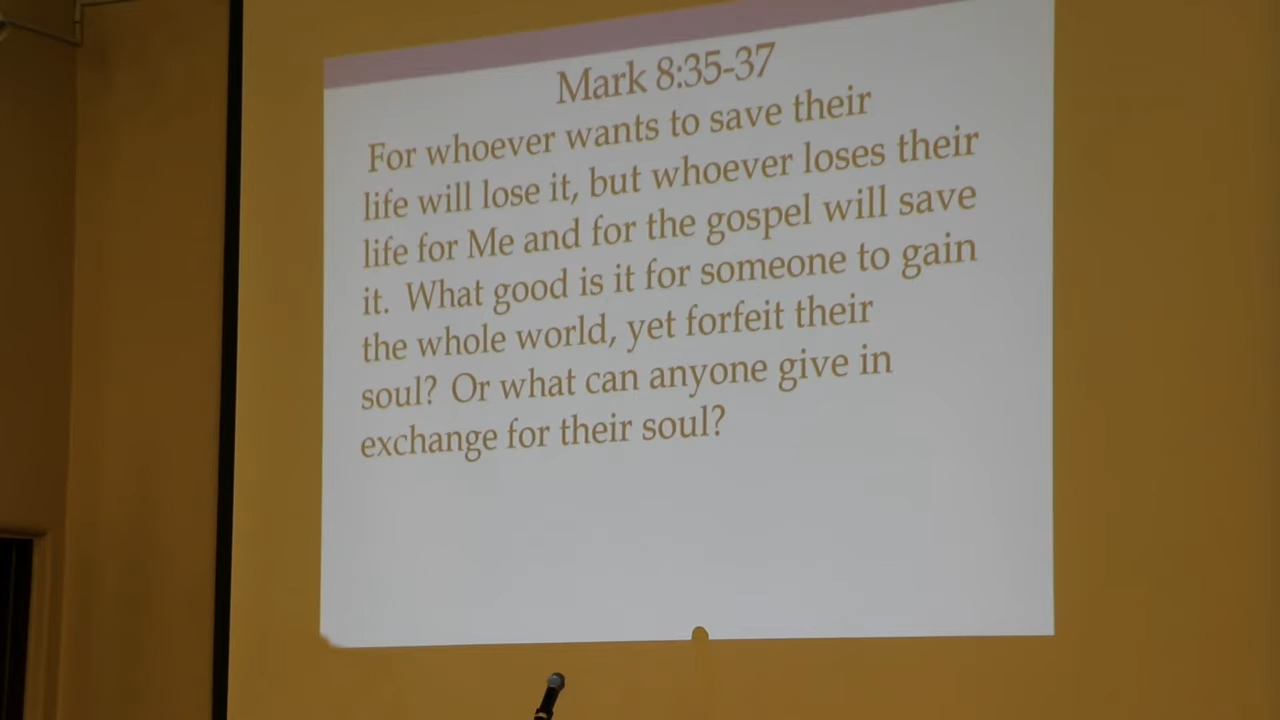 Mark 8:35-37
For whoever wants to save their
life will lose it, but whoever loses their
life for Me and for the gospel will save
it. What good is it for someone to gain
the whole world, yet forfeit their
soul? Or what can anyone give in
exchange for their soul?